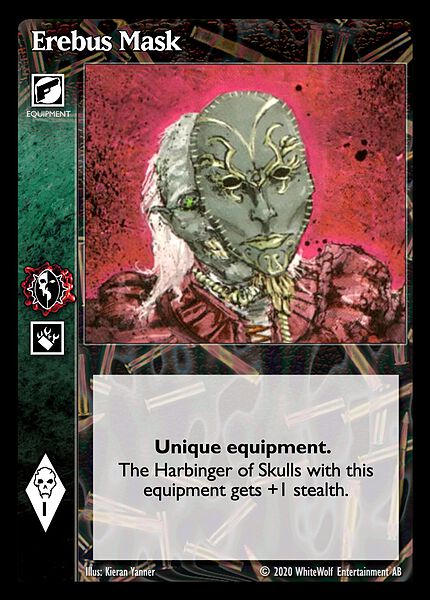 Erebus Mask
EQUIPMENT
Unique equipment.
The Harbinger of Skulls with this
equipment gets +1 stealth.
I
Illus: Kieran Yanner © 2020 WhiteWolf Entertainment AB